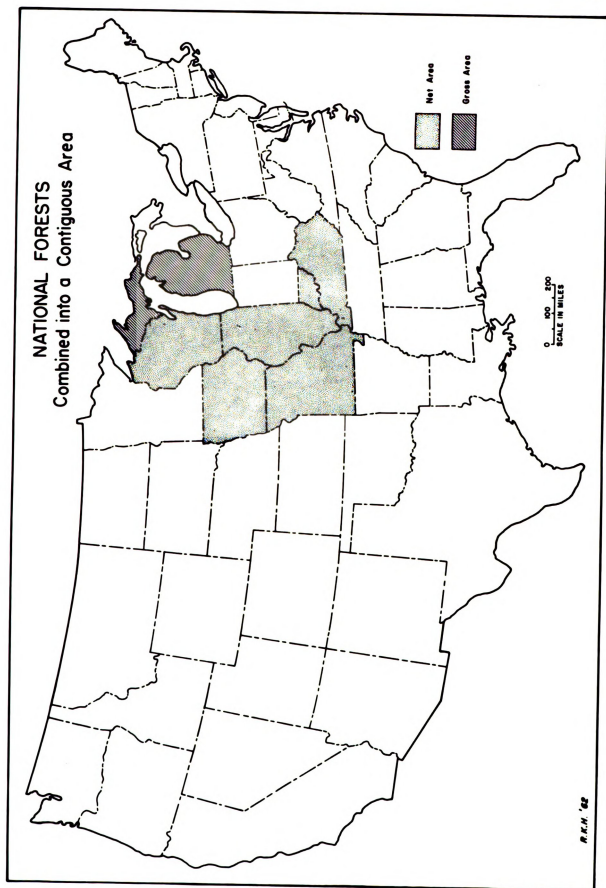 NATIONAL FORESTS
Combined into a Contiguous Area
Net Area
Gross Area
0 100 200
SCALE IN MILES
R.K.H. '62